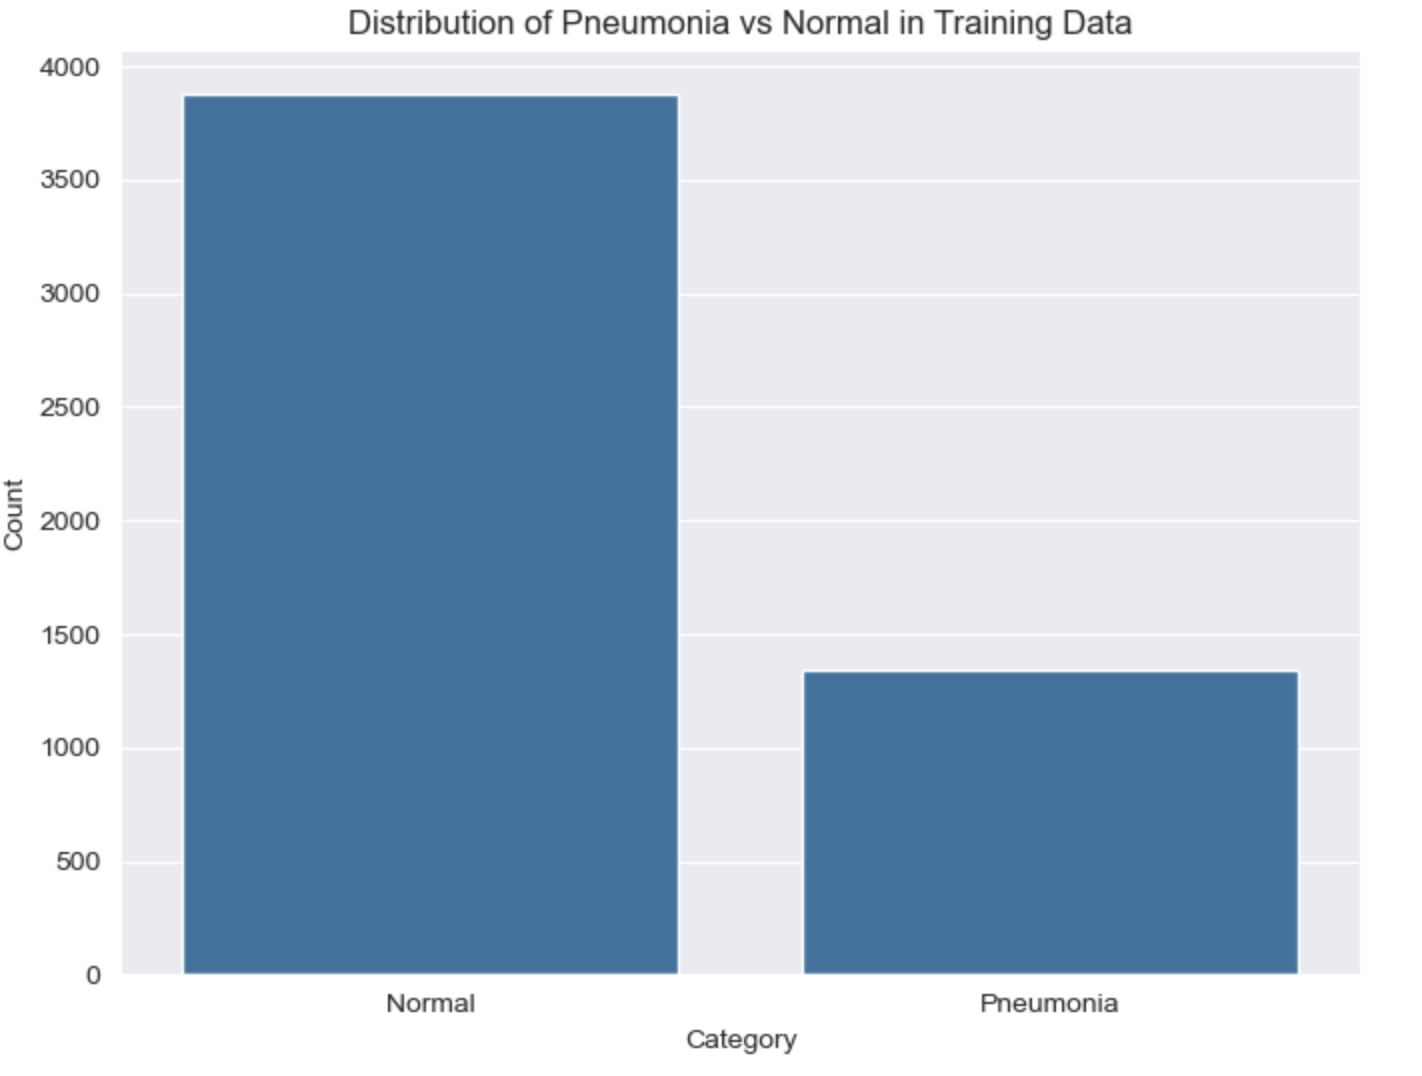 Distribution of Pneumonia vs Normal in Training Data
4000
3500
3000
2500
2000
1500
1000
500
0
Count
Normal
Pneumonia
Category